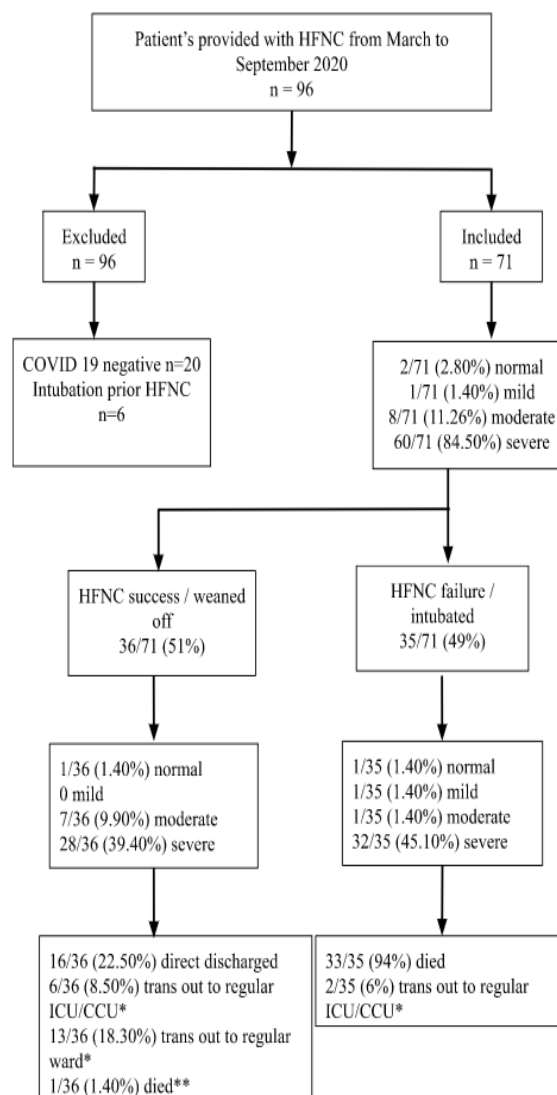 Patient's provided with HFNC from March to
September 2020
n = 96
Excluded
n = 96
Included
n = 71
COVID 19 negative n=20
Intubation prior HFNC
n=6
2/71 (2.80%) normal
1/71 (1.40%) mild
8/71 (11.26%) moderate
60/71 (84.50%) severe
HFNC success / weaned
off
36/71 (51%)
HFNC failure /
intubated
35/71 (49%)
1/36 (1.40%) normal
0 mild
7/36 (9.90%) moderate
28/36 (39.40%) severe
1/35 (1.40%) normal
1/35 (1.40%) mild
1/35 (1.40%) moderate
32/35 (45.10%) severe
16/36 (22.50%) direct discharged
6/36 (8.50%) trans out to regular
ICU/CCU*
13/36 (18.30%) trans out to regular
ward*
1/36 (1.40%) died**
33/35 (94%) died
2/35 (6%) trans out to regular
ICU/CCU*